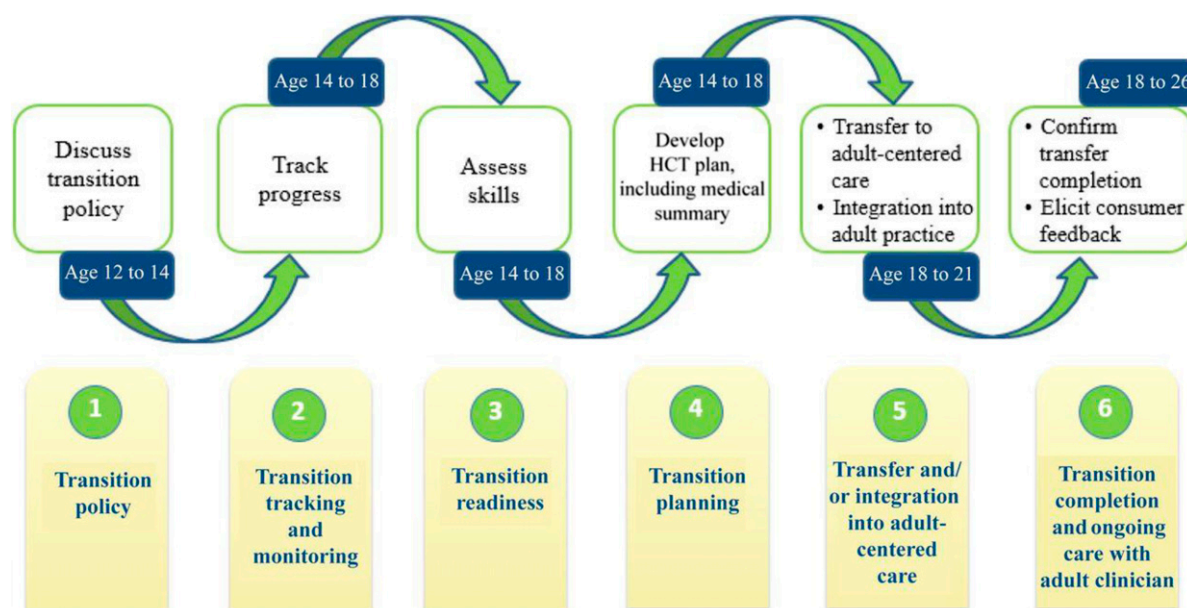 Age 14 to 18
Age 14 to 18
Age 18 to 26
Discuss
transition
policy
Age 12 to 14
Track
progress
Assess
skills
Age 14 to 18
Develop
HCT plan,
including medical
summary
• Transfer to
adult-centered
care
• Integration into
adult practice
Age 18 to 21
• Confirm
transfer
completion
• Elicit consumer
feedback
1
Transition
policy
2
Transition
tracking
and
monitoring
3
Transition
readiness
4
Transition
planning
5
Transfer and/
or integration
into adult-
centered
care
6
Transition
completion
and ongoing
care with
adult clinician